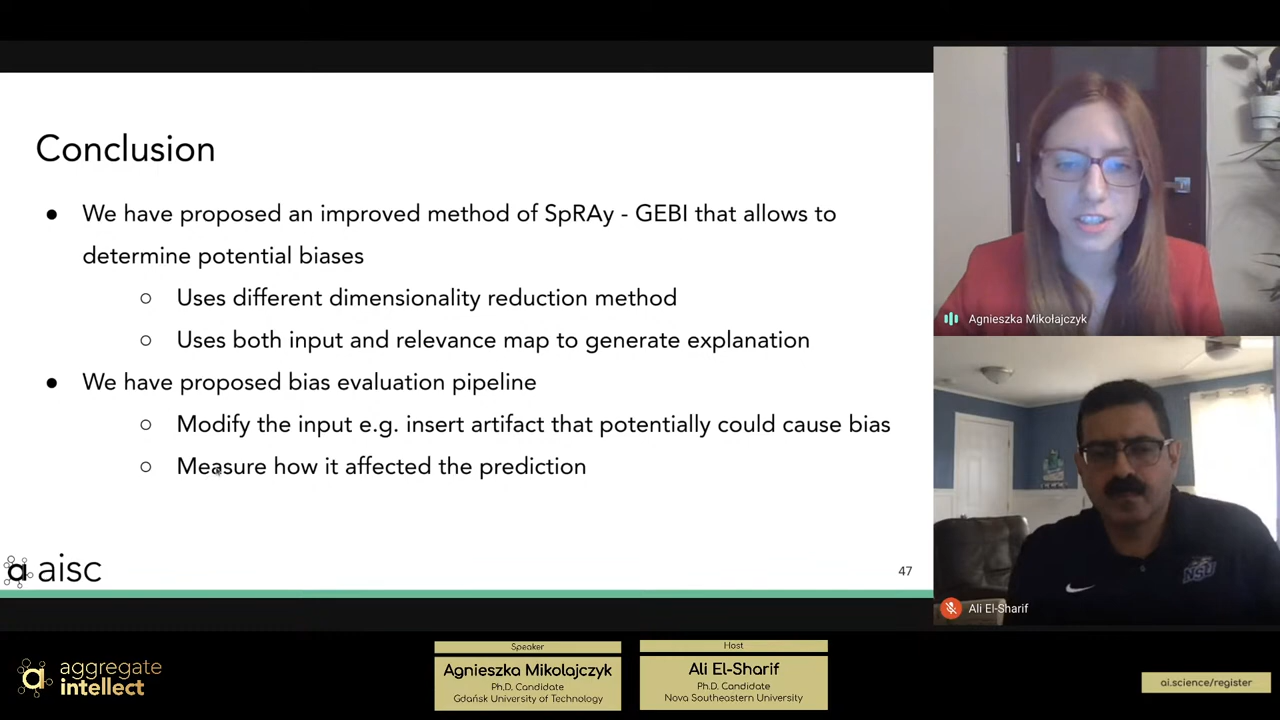 Conclusion
● We have proposed an improved method of SpRAy - GEBI that allows to
determine potential biases
○ Uses different dimensionality reduction method
○ Uses both input and relevance map to generate explanation
● We have proposed bias evaluation pipeline
○ Modify the input e.g. insert artifact that potentially could cause bias
○ Measure how it affected the prediction
a aisc
47
Agnieszka Mikołajczyk
NSU
Ali El-Sharif
a aggregate
intellect
Speaker
Agnieszka Mikolajczyk
Ph.D. Candidate
Gdańsk University of Technology
Host
Ali El-Sharif
Ph.D. Candidate
Nova Southeastern University
ai.science/register